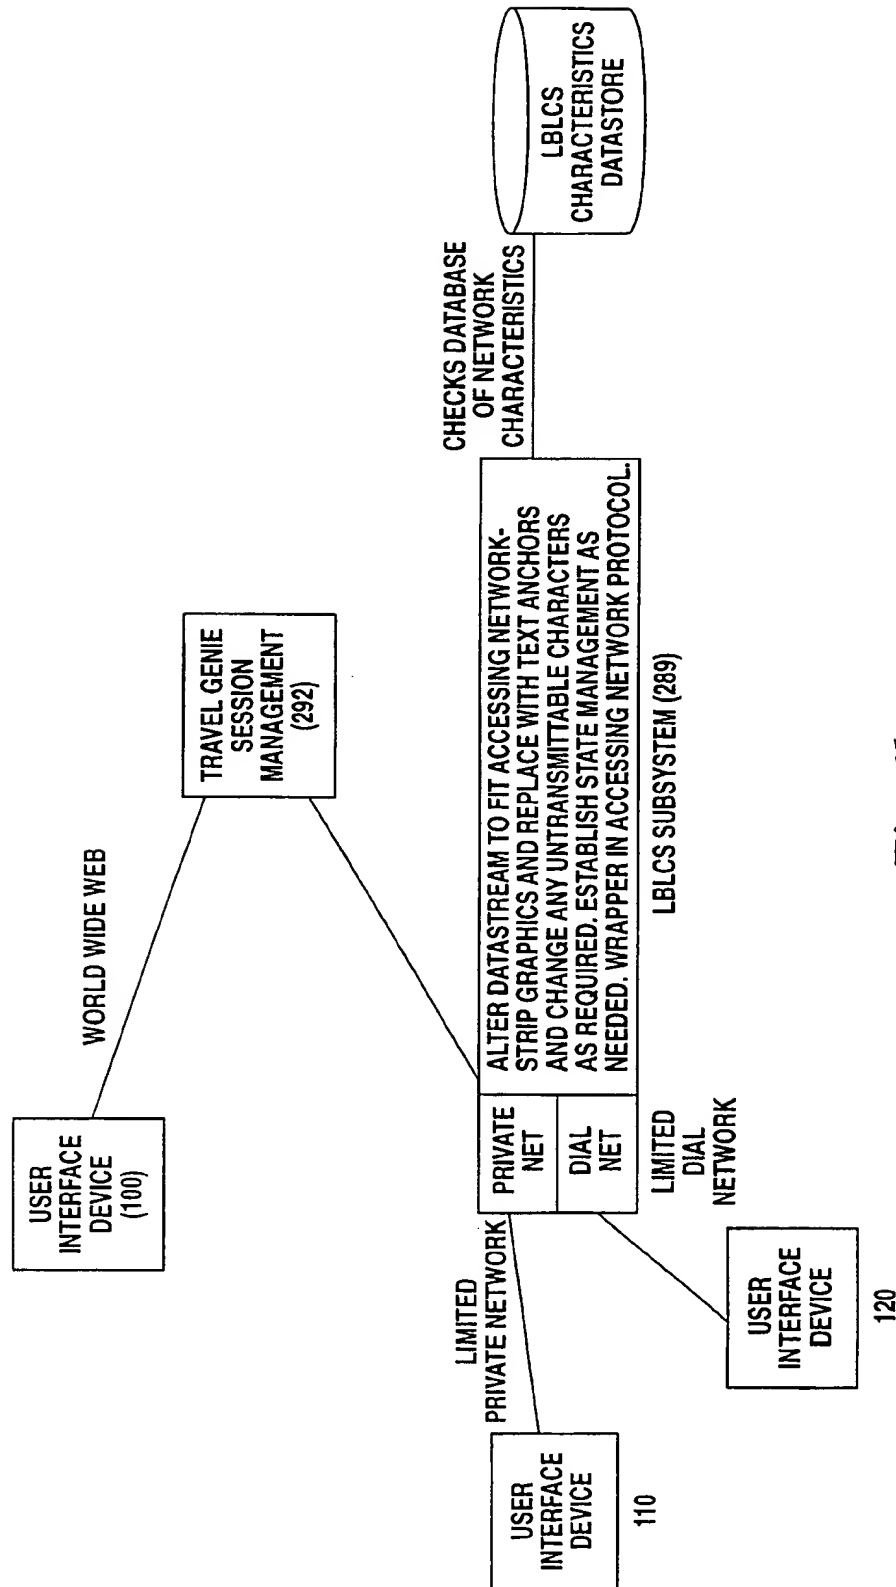 USER
INTERFACE
DEVICE
(100)
WORLD WIDE WEB
TRAVEL GENIE
SESSION
MANAGEMENT
(292)
LIMITED
PRIVATE NETWORK
USER
INTERFACE
DEVICE
110
PRIVATE
NET
DIAL
NET
LIMITED
DIAL
NETWORK
USER
INTERFACE
DEVICE
120
ALTER DATASTREAM TO FIT ACCESSING NETWORK-
STRIP GRAPHICS AND REPLACE WITH TEXT ANCHORS
AND CHANGE ANY UNTRANSMITTABLE CHARACTERS
AS REQUIRED. ESTABLISH STATE MANAGEMENT AS
NEEDED. WRAPPER IN ACCESSING NETWORK PROTOCOL.
LBLCS SUBSYSTEM (289)
CHECKS DATABASE
OF NETWORK
CHARACTERISTICS
LBLCS
CHARACTERISTICS
DATASTORE